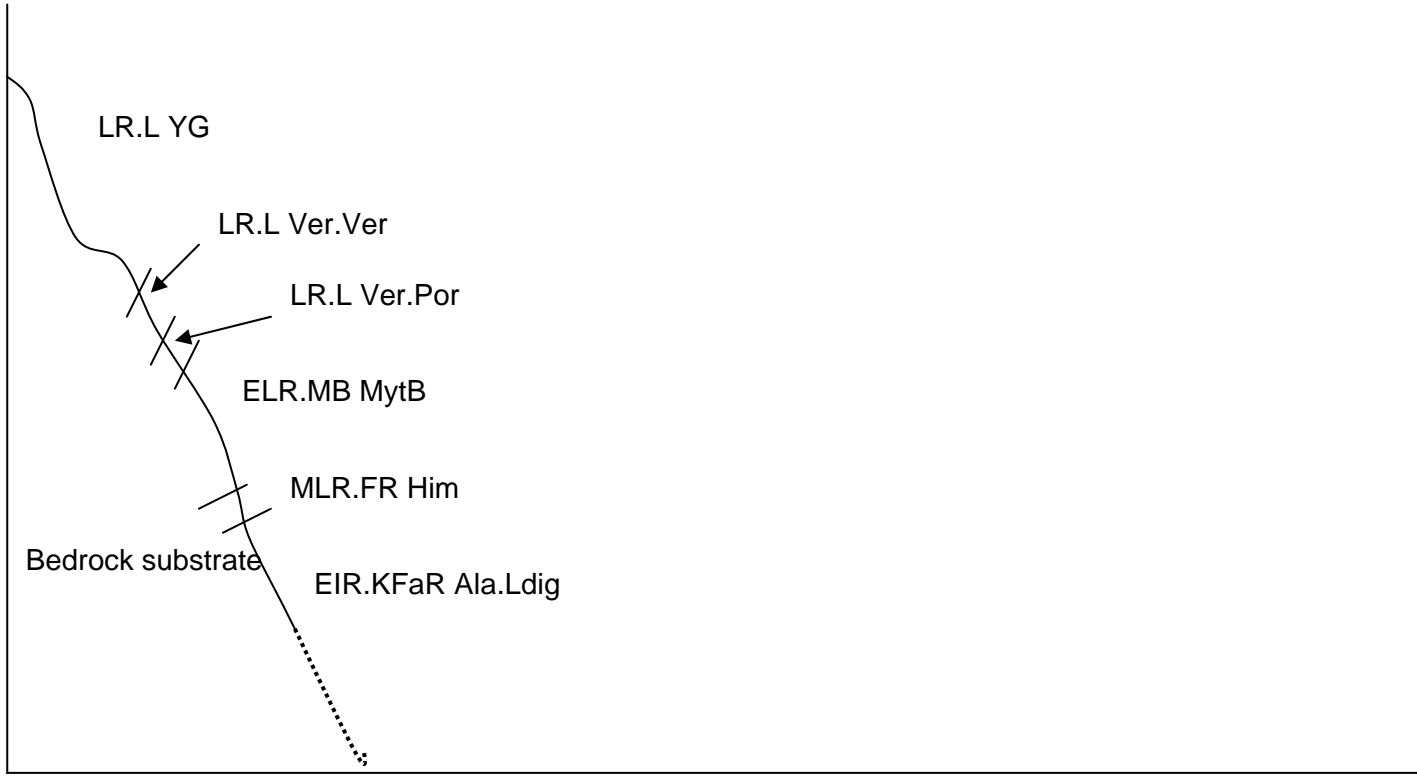 LR.L YG
LR.L Ver.Ver
LR.L Ver.Por
ELR.MB MytB
MLR.FR Him
Bedrock substrate
EIR.KFaR Ala.Ldig